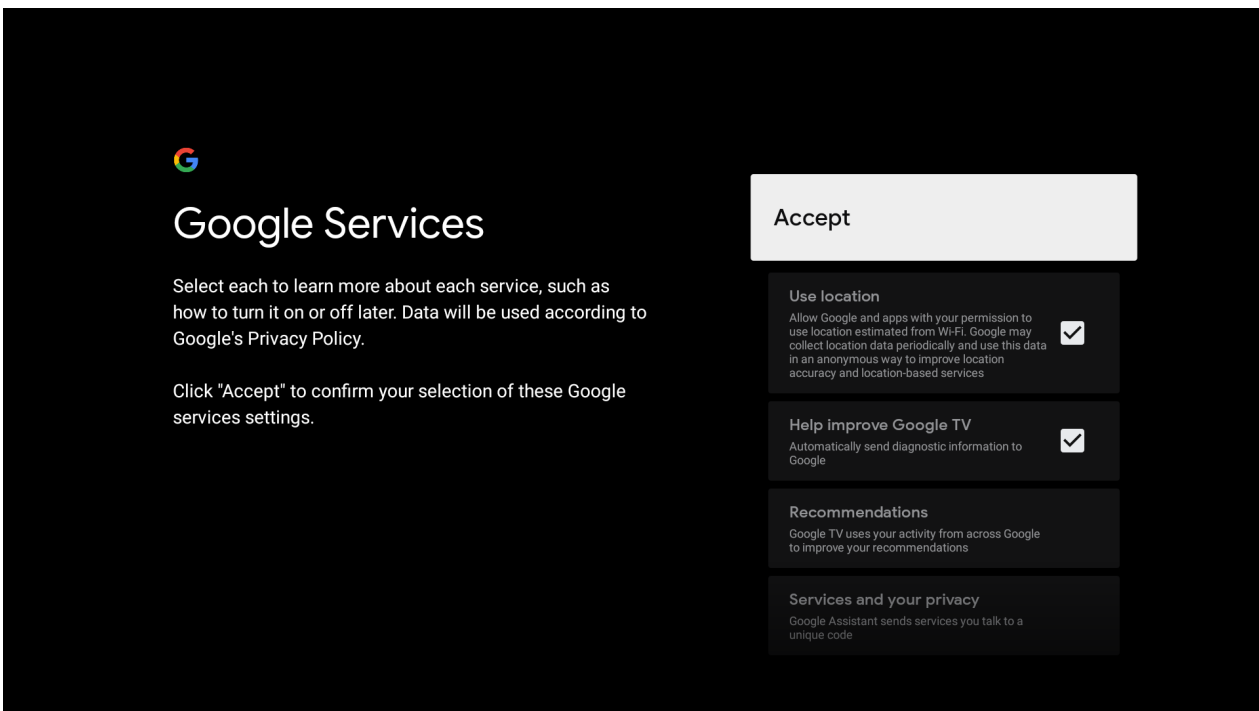 Google Services
Select each to learn more about each service, such as
how to turn it on or off later. Data will be used according to
Google's Privacy Policy.
Click "Accept" to confirm your selection of these Google
services settings.
Accept
Use location
Allow Google and apps with your permission to
use location estimated from Wi-Fi. Google may
collect location data periodically and use this data
in an anonymous way to improve location
accuracy and location-based services
Help improve Google TV
Automatically send diagnostic information to
Google
Recommendations
Google TV uses your activity from across Google
to improve your recommendations
Services and your privacy
Google Assistant sends services you talk to a
unique code